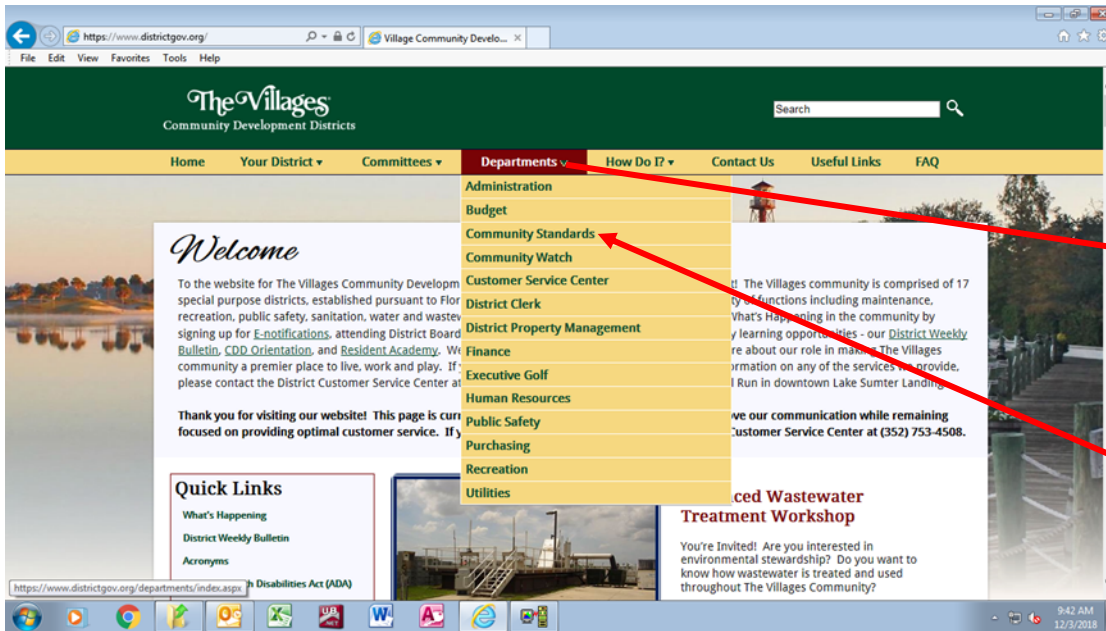 https://www.districtgov.org/
Village Community Develo...
File Edit View Favorites Tools Help
The Villages
Community Development Districts
Search
Home Your District Committees Departments How Do I? Contact Us Useful Links FAQ
Administration
Budget
Community Standards
Community Watch
Customer Service Center
District Clerk
District Property Management
Finance
Executive Golf
Human Resources
Public Safety
Purchasing
Recreation
Utilities
Welcome
To the website for The Villages Community Developm The Villages community is comprised of 17
special purpose districts, established pursuant to Flor of functions including maintenance,
recreation, public safety, sanitation, water and wastew What's Happening in the community by
signing up for E-notifications, attending District Board learning opportunities - our District Weekly
Bulletin, CDD Orientation, and Resident Academy. We re about our role in making The Villages
community a premier place to live, work and play. If ormation on any of the services we provide,
please contact the District Customer Service Center at Run in downtown Lake Sumter Landing
Thank you for visiting our website! This page is curr ve our communication while remaining
focused on providing optimal customer service. If y Customer Service Center at (352) 753-4508.
Quick Links
What's Happening
District Weekly Bulletin
Acronyms
h Disabilities Act (ADA)
https://www.districtgov.org/departments/index.aspx
ced Wastewater
Treatment Workshop
You're Invited! Are you interested in
environmental stewardship? Do you want to
know how wastewater is treated and used
throughout The Villages Community?
9:42 AM
12/3/2018